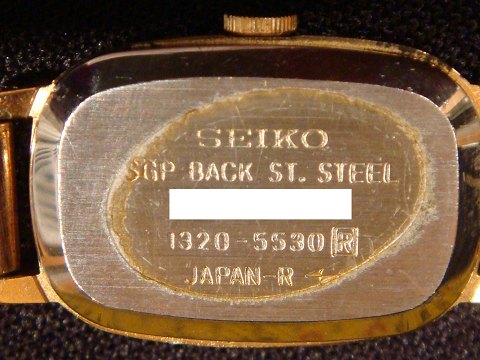 SEIKO
SGP BACK ST. STEEL
1320-5530 R
JAPAN-R